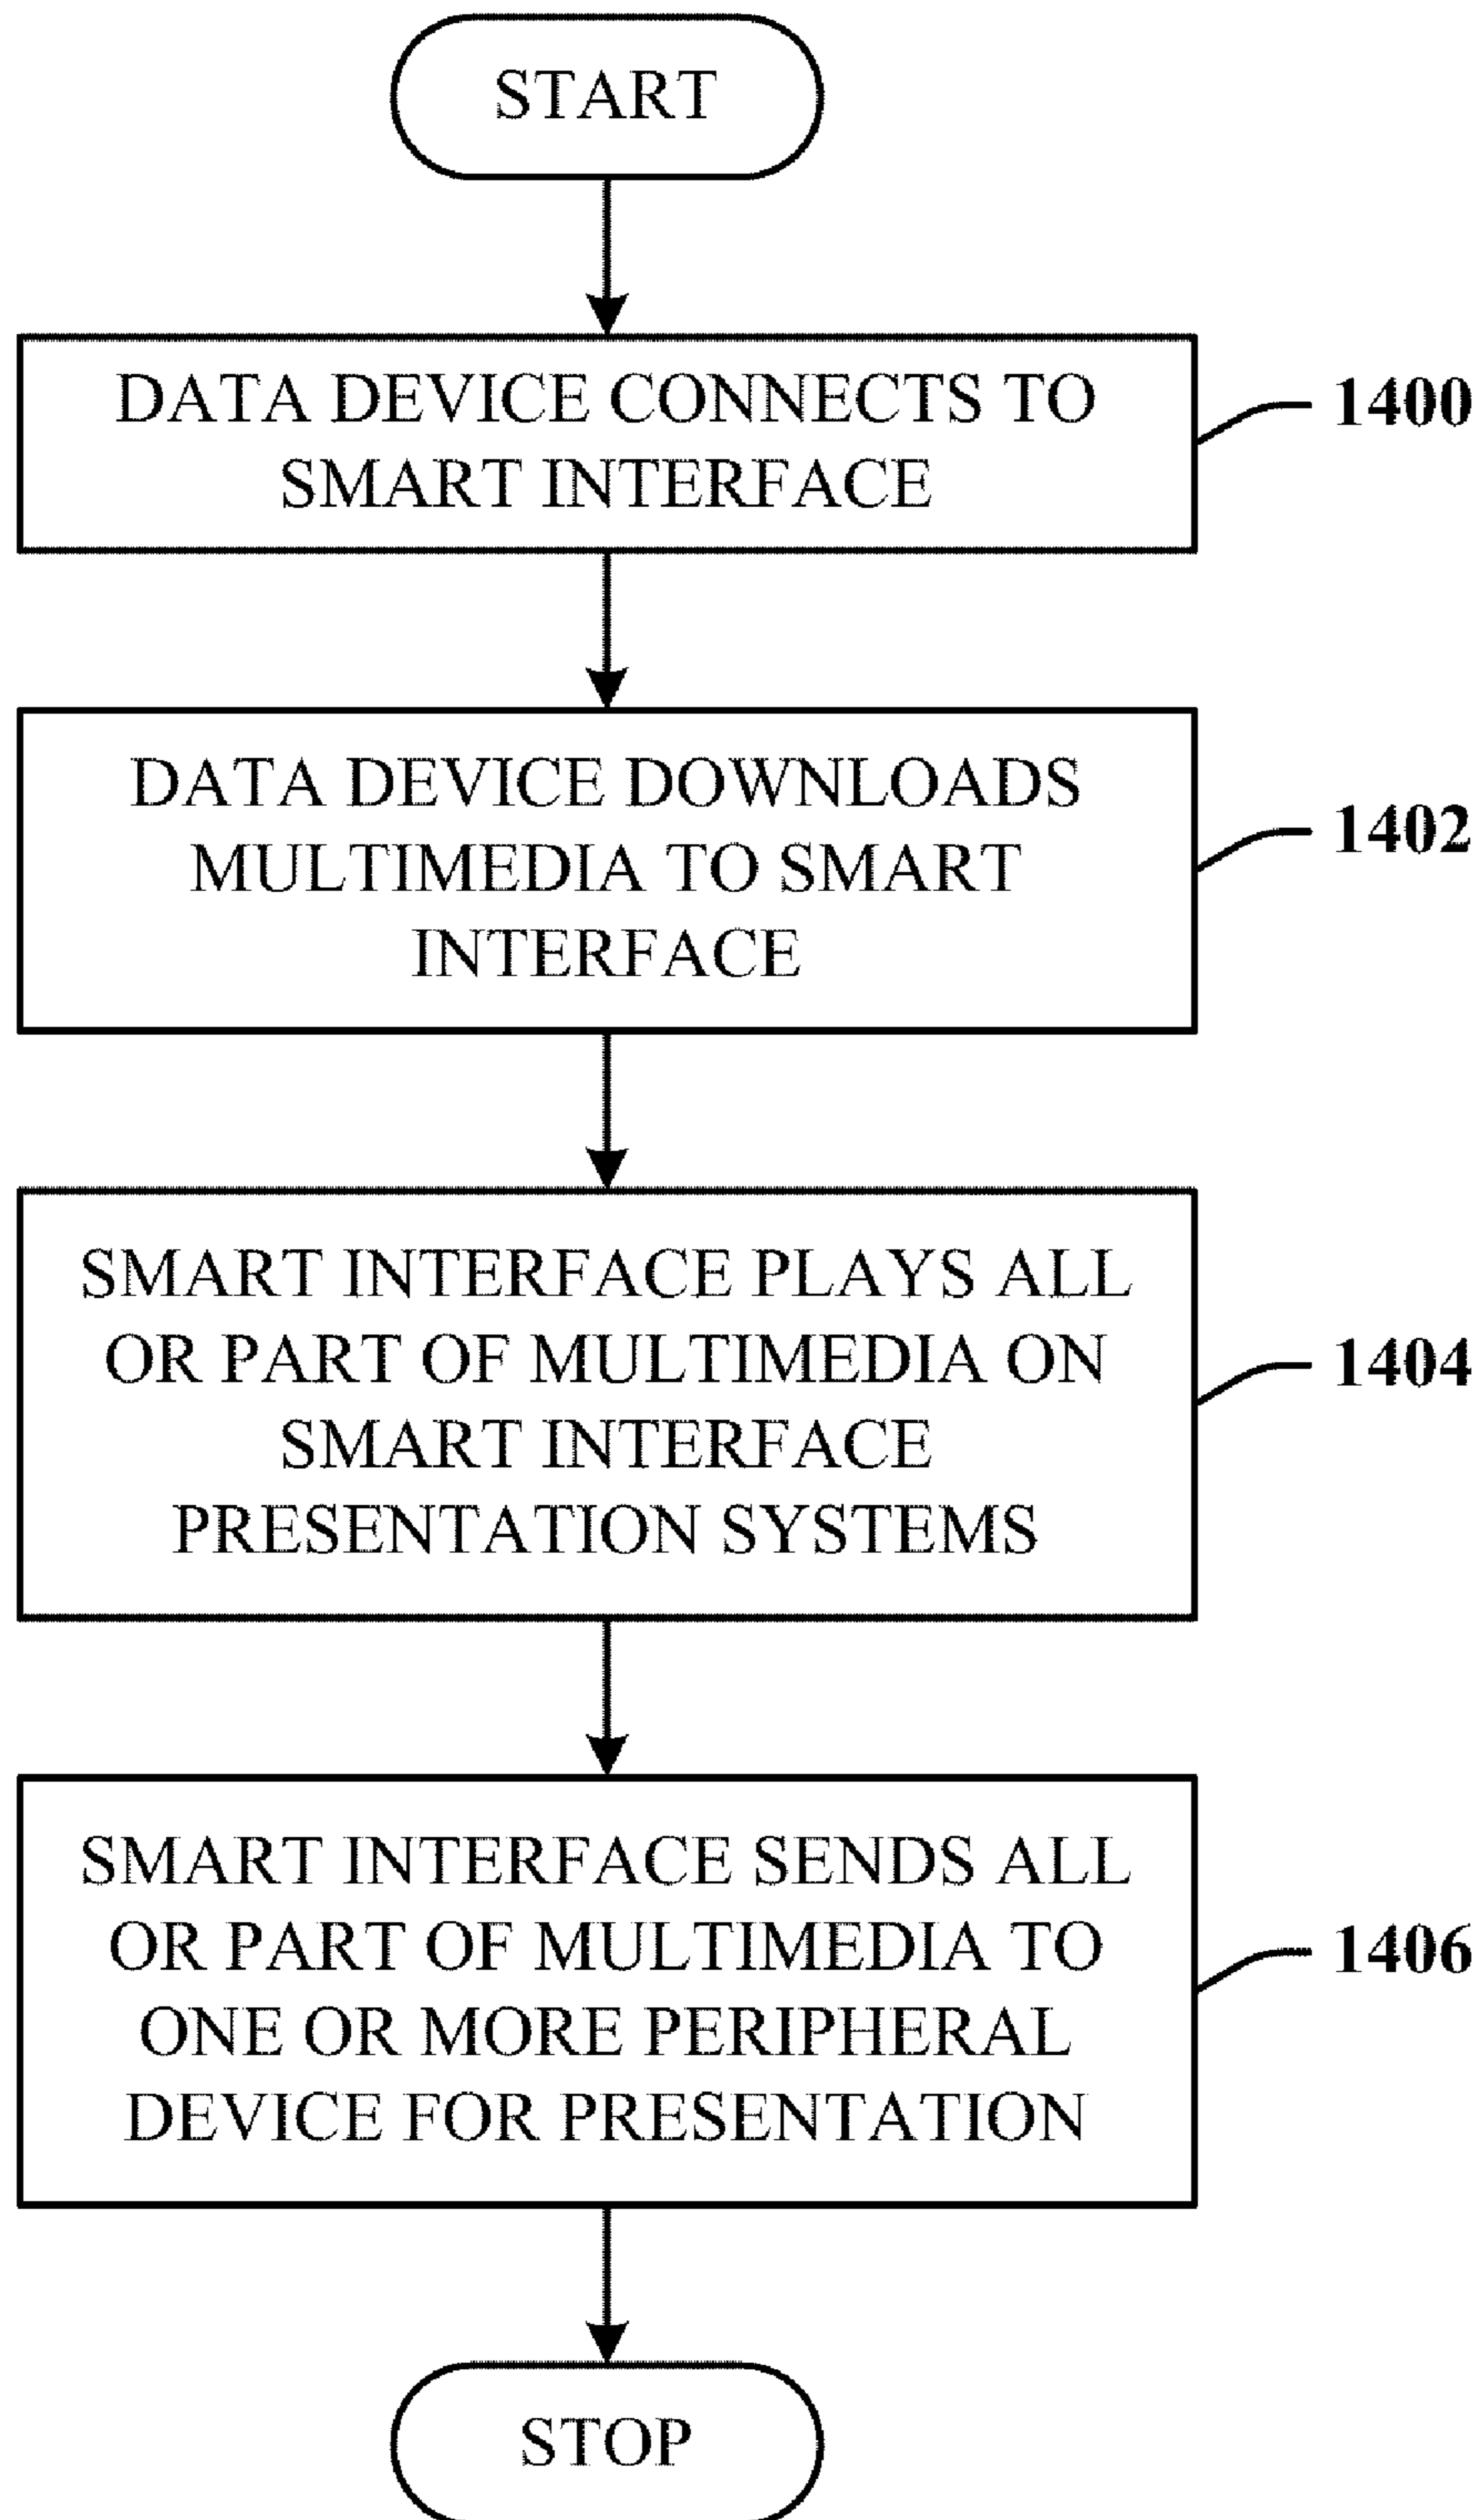 START
DATA DEVICE CONNECTS TO
SMART INTERFACE
1400
DATA DEVICE DOWNLOADS
MULTIMEDIA TO SMART
INTERFACE
1402
SMART INTERFACE PLAYS ALL
OR PART OF MULTIMEDIA ON
SMART INTERFACE
PRESENTATION SYSTEMS
1404
SMART INTERFACE SENDS ALL
OR PART OF MULTIMEDIA TO
ONE OR MORE PERIPHERAL
DEVICE FOR PRESENTATION
1406
STOP